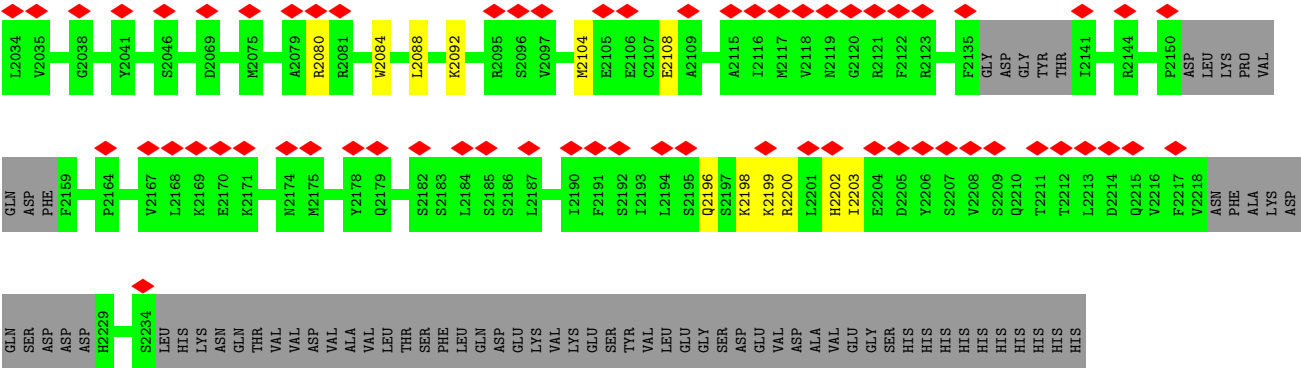 L2034 V2035 G2038 Y2041 S2046 D2069 M2075 A2079 R2080 R2081 W2084 L2088 K2092 R2095 S2096 V2097 M2104 E2105 E2106 C2107 E2108 A2109 A2115 I2116 M2117 V2118 N2119 G2120 R2121 F2122 R2123 F2135 GLY ASP GLY TYR THR I2141 R2144 P2150 ASP LEU LYS PRO VAL
GLN ASP PHE F2159 P2164 V2167 L2168 K2169 E2170 K2171 N2174 M2175 Y2178 Q2179 S2182 S2183 L2184 S2185 S2186 L2187 I2190 F2191 S2192 I2193 L2194 S2195 Q2196 S2197 K2198 K2199 R2200 L2201 H2202 I2203 E2204 D2205 Y2206 S2207 V2208 S2209 Q2210 T2211 T2212 L2213 D2214 Q2215 V2216 F2217 V2218 ASN PHE ALA LYS ASP
GLN SER ASP ASP ASP H2229 S2234 LEU HIS LYS ASN GLN THR VAL VAL ASP VAL ALA VAL LEU THR SER PHE LEU GLN ASP GLU LYS VAL LYS GLU SER TYR VAL LEU GLU GLY SER ASP GLU VAL ASP ALA VAL GLU GLY SER HIS HIS HIS HIS HIS HIS HIS HIS HIS HIS